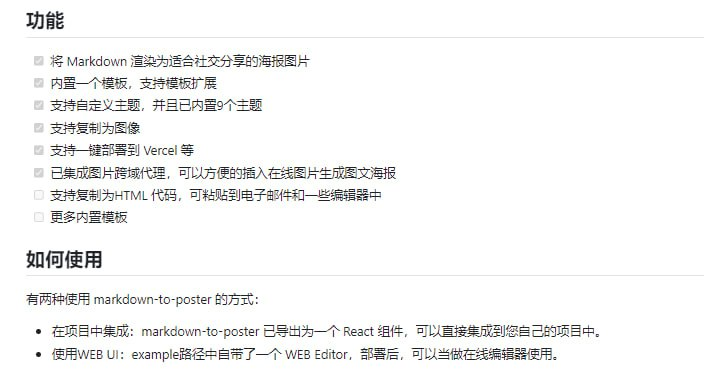 功能
将 Markdown 渲染为适合社交分享的海报图片
内置一个模板，支持模板扩展
支持自定义主题，并且已内置9个主题
支持复制为图像
支持一键部署到 Vercel 等
已集成图片跨域代理，可以方便的插入在线图片生成图文海报
支持复制为HTML 代码，可粘贴到电子邮件和一些编辑器中
更多内置模板
如何使用
有两种使用 markdown-to-poster 的方式：
在项目中集成：markdown-to-poster 已导出为一个 React 组件，可以直接集成到您自己的项目中。
使用WEB UI：example路径中自带了一个 WEB Editor，部署后，可以当做在线编辑器使用。